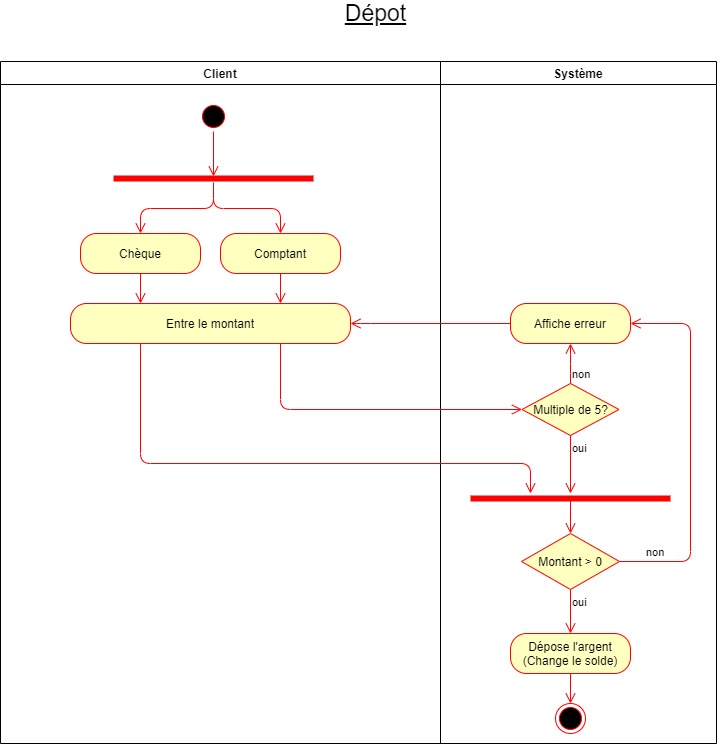 Dépot
Client
Système
Chèque
Comptant
Entre le montant
Affiche erreur
non
Multiple de 5?
oui
Montant > 0
non
oui
Dépose l'argent
(Change le solde)